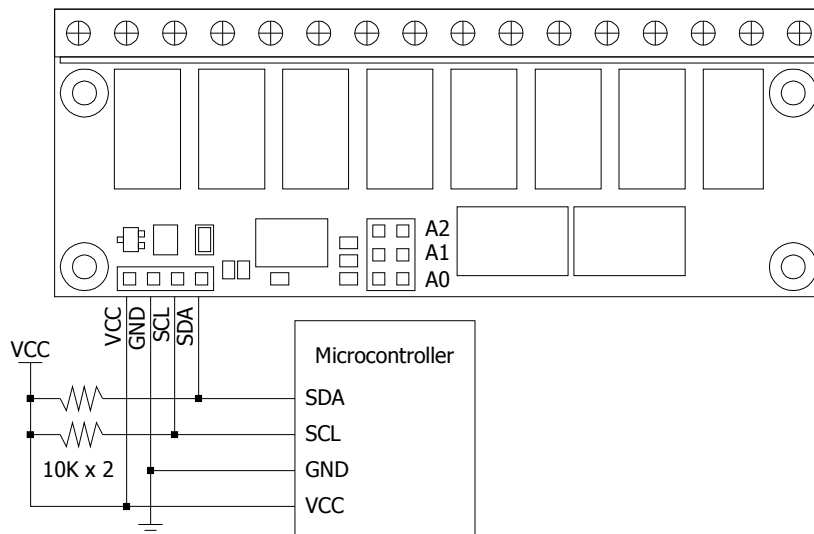 A2
A1
A0
VCC
GND
SCL
SDA
VCC
Microcontroller
SDA
SCL
10K x 2
GND
VCC